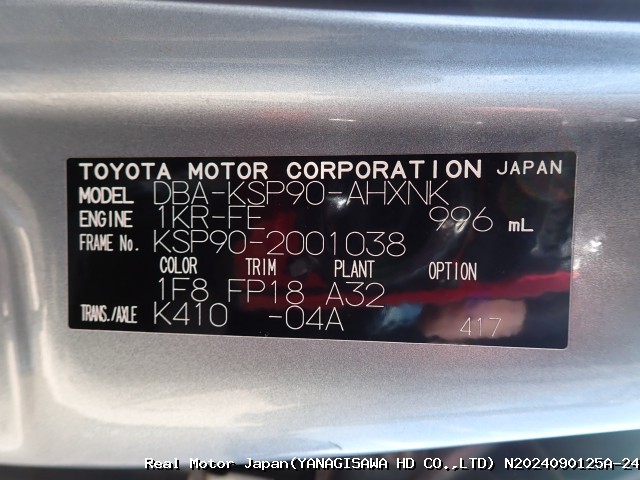 TOYOTA MOTOR CORPORATION JAPAN
MODEL DBA-KSP90-AHXNK
ENGINE 1KR-FE 996 mL
FRAME No. KSP90-2001038
COLOR TRIM PLANT OPTION
1F8 FP18 A32
TRANS./AXLE K410 -04A 417
Real Motor Japan(YANAGISAWA HD CO.,LTD) N2024090125A-24